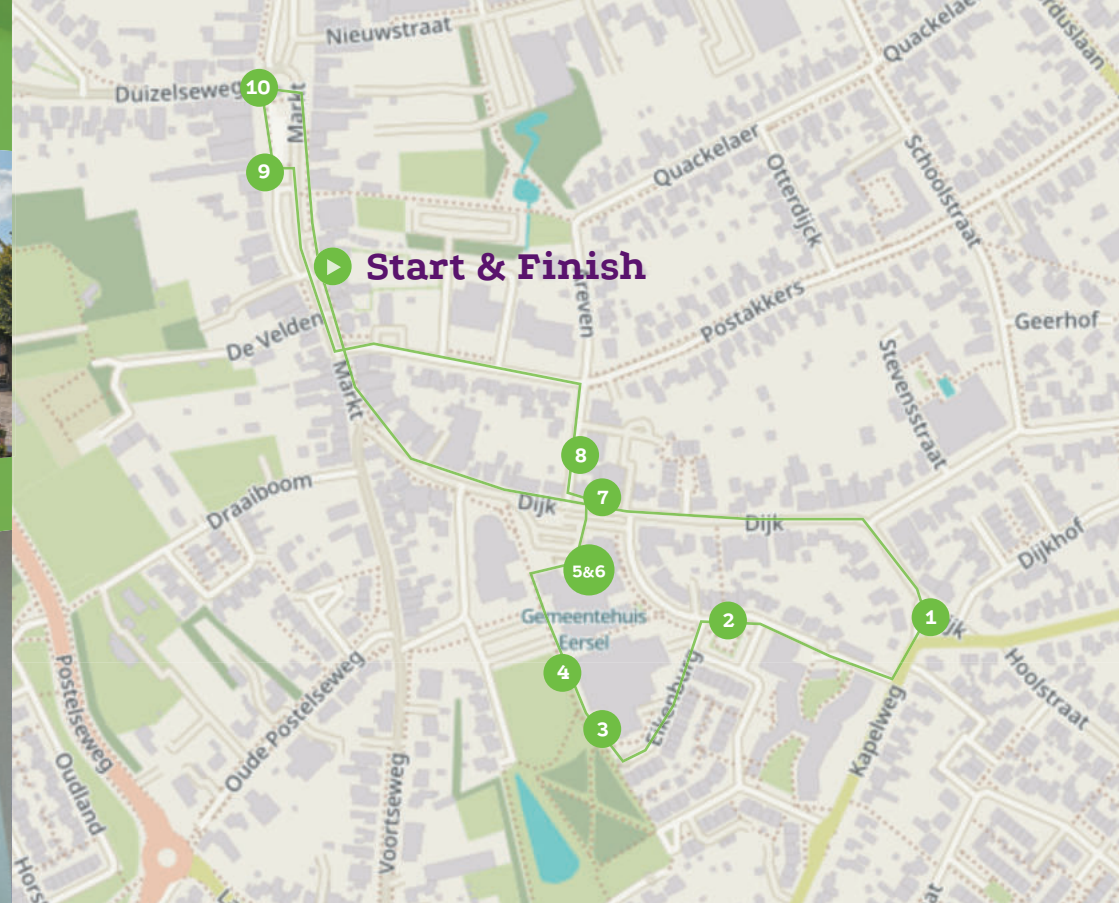 Nieuwstraat
Quackelae
Duizelseweg
10
Markt
9
Quackelaer
Otterdijck
Schoolstraat
Start & Finish
Postakkers
Geerhof
De Velden
Markt
Stevensstraat
8
7
Dijk
Dijk
Draaiboom
Dijkhof
5&6
Gemeentehuis
Eersel
1
2
4
3
Eikenburg
Kapelweg
Hoolstraat
Postelseweg
Oude Postelseweg
Oudland
Voortseweg